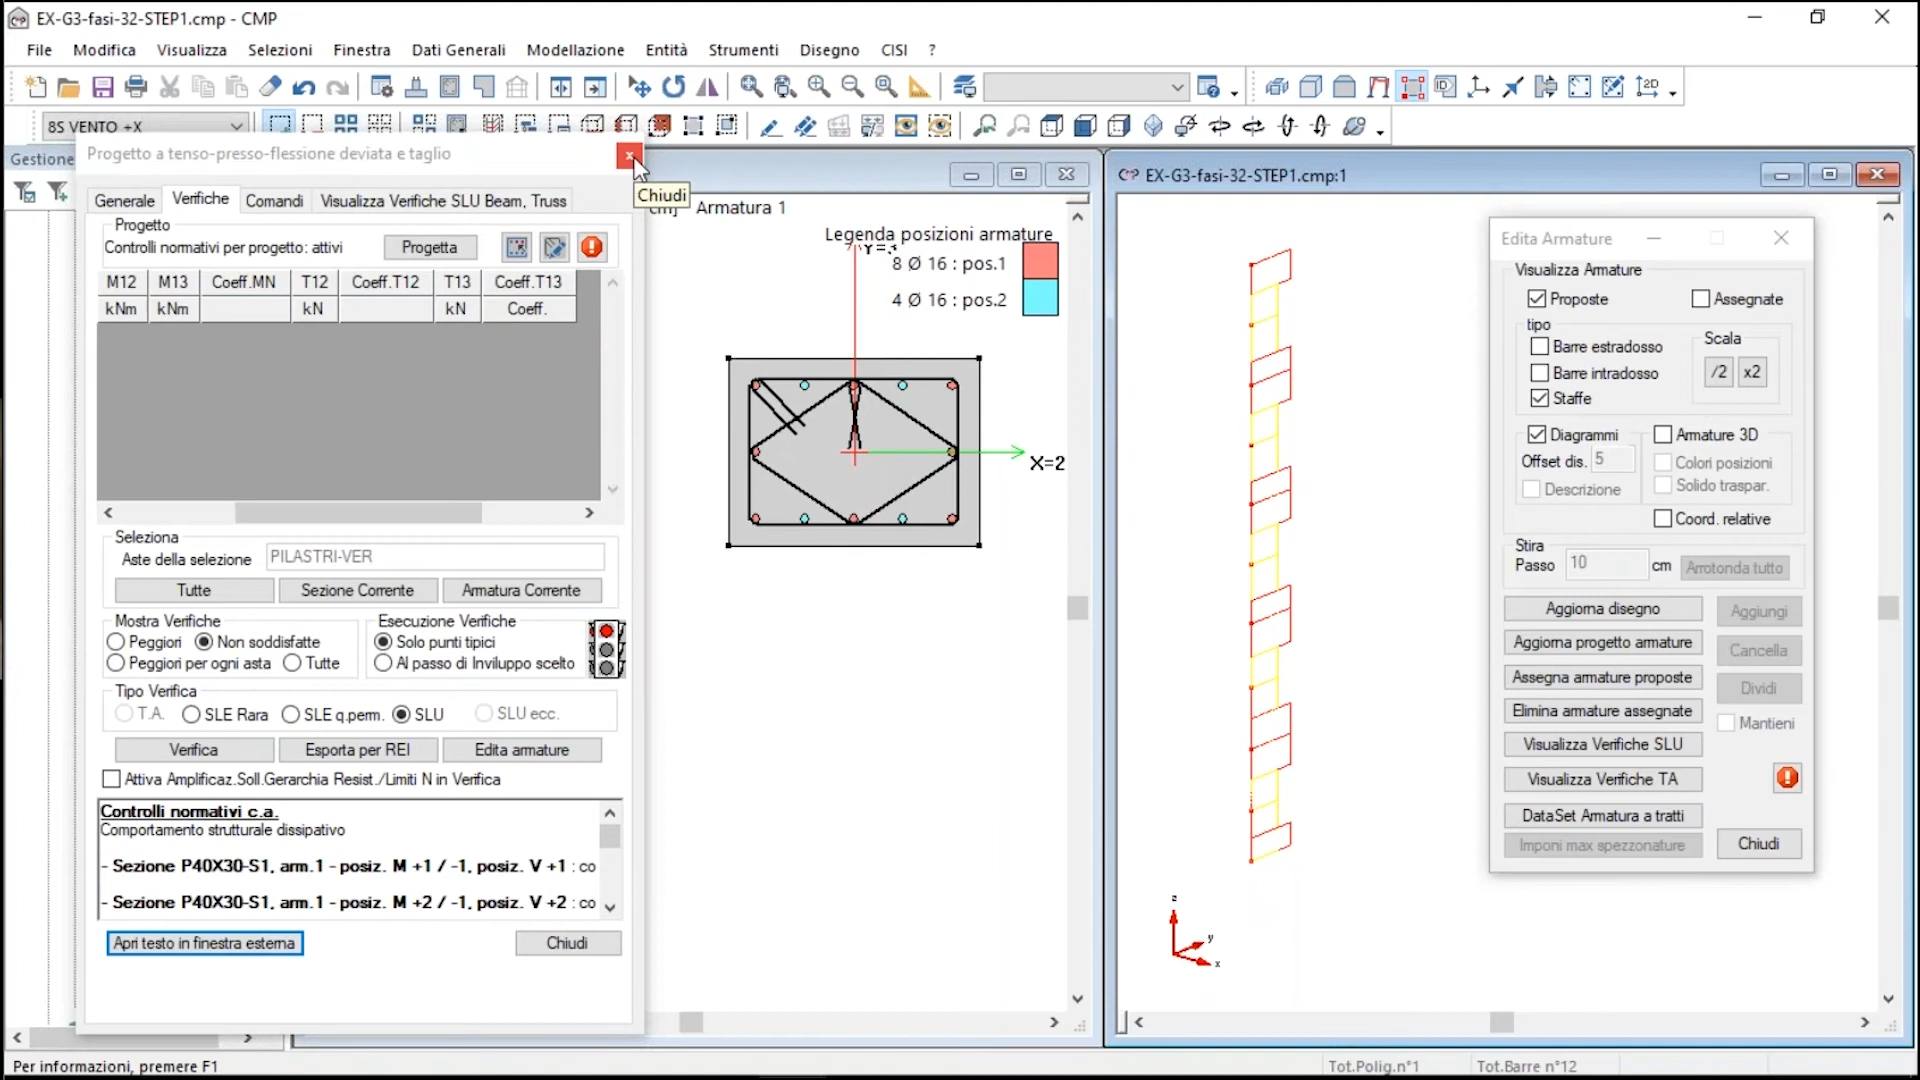 EX-G3-fasi-32-STEP1.cmp - CMP
File Modifica Visualizza Selezioni Finestra Dati Generali Modellazione Entità Strumenti Disegno CISI ?
2D
8S VENTO +X
Gestione
Progetto a tenso-presso-flessione deviata e taglio
x
Chiudi
Generale Verifiche Comandi Visualizza Verifiche SLU Beam, Truss
Progetto
Controlli normativi per progetto: attivi Progetta
M12 M13 Coeff.MN T12 Coeff.T12 T13 Coeff.T13
kNm kNm kN kN Coeff.
Seleziona
Aste della selezione PILASTRI-VER
Tutte Sezione Corrente Armatura Corrente
Mostra Verifiche
Peggiori Non soddisfatte
Peggiori per ogni asta Tutte
Esecuzione Verifiche
Solo punti tipici
Al passo di Inviluppo scelto
Tipo Verifica
T.A. SLE Rara SLE q.perm. SLU SLU ecc.
Verifica Esporta per REI Edita armature
Attiva Amplificaz.Soll.Gerarchia Resist./Limiti N in Verifica
Controlli normativi c.a.
Comportamento strutturale dissipativo
- Sezione P40X30-S1, arm.1 - posiz. M +1 / -1, posiz. V +1 : co
- Sezione P40X30-S1, arm.1 - posiz. M +2 / -1, posiz. V +2 : co
Apri testo in finestra esterna Chiudi
Armatura 1
Legenda posizioni armature
8 Ø 16 : pos.1
4 Ø 16 : pos.2
X=2
EX-G3-fasi-32-STEP1.cmp:1
z
y
x
Edita Armature
Visualizza Armature
Proposte Assegnate
tipo
Barre estradosso
Barre intradosso
Staffe
Scala
/2 x2
Diagrammi
Offset dis. 5
Descrizione
Armature 3D
Colori posizioni
Solido traspar.
Coord. relative
Stira
Passo 10 cm Arrotonda tutto
Aggiorna disegno Aggiungi
Aggiorna progetto armature Cancella
Assegna armature proposte Dividi
Elimina armature assegnate Mantieni
Visualizza Verifiche SLU
Visualizza Verifiche TA
DataSet Armatura a tratti
Imponi max spezzonature Chiudi
Per informazioni, premere F1 Tot.Polig.n°1 Tot.Barre n°12